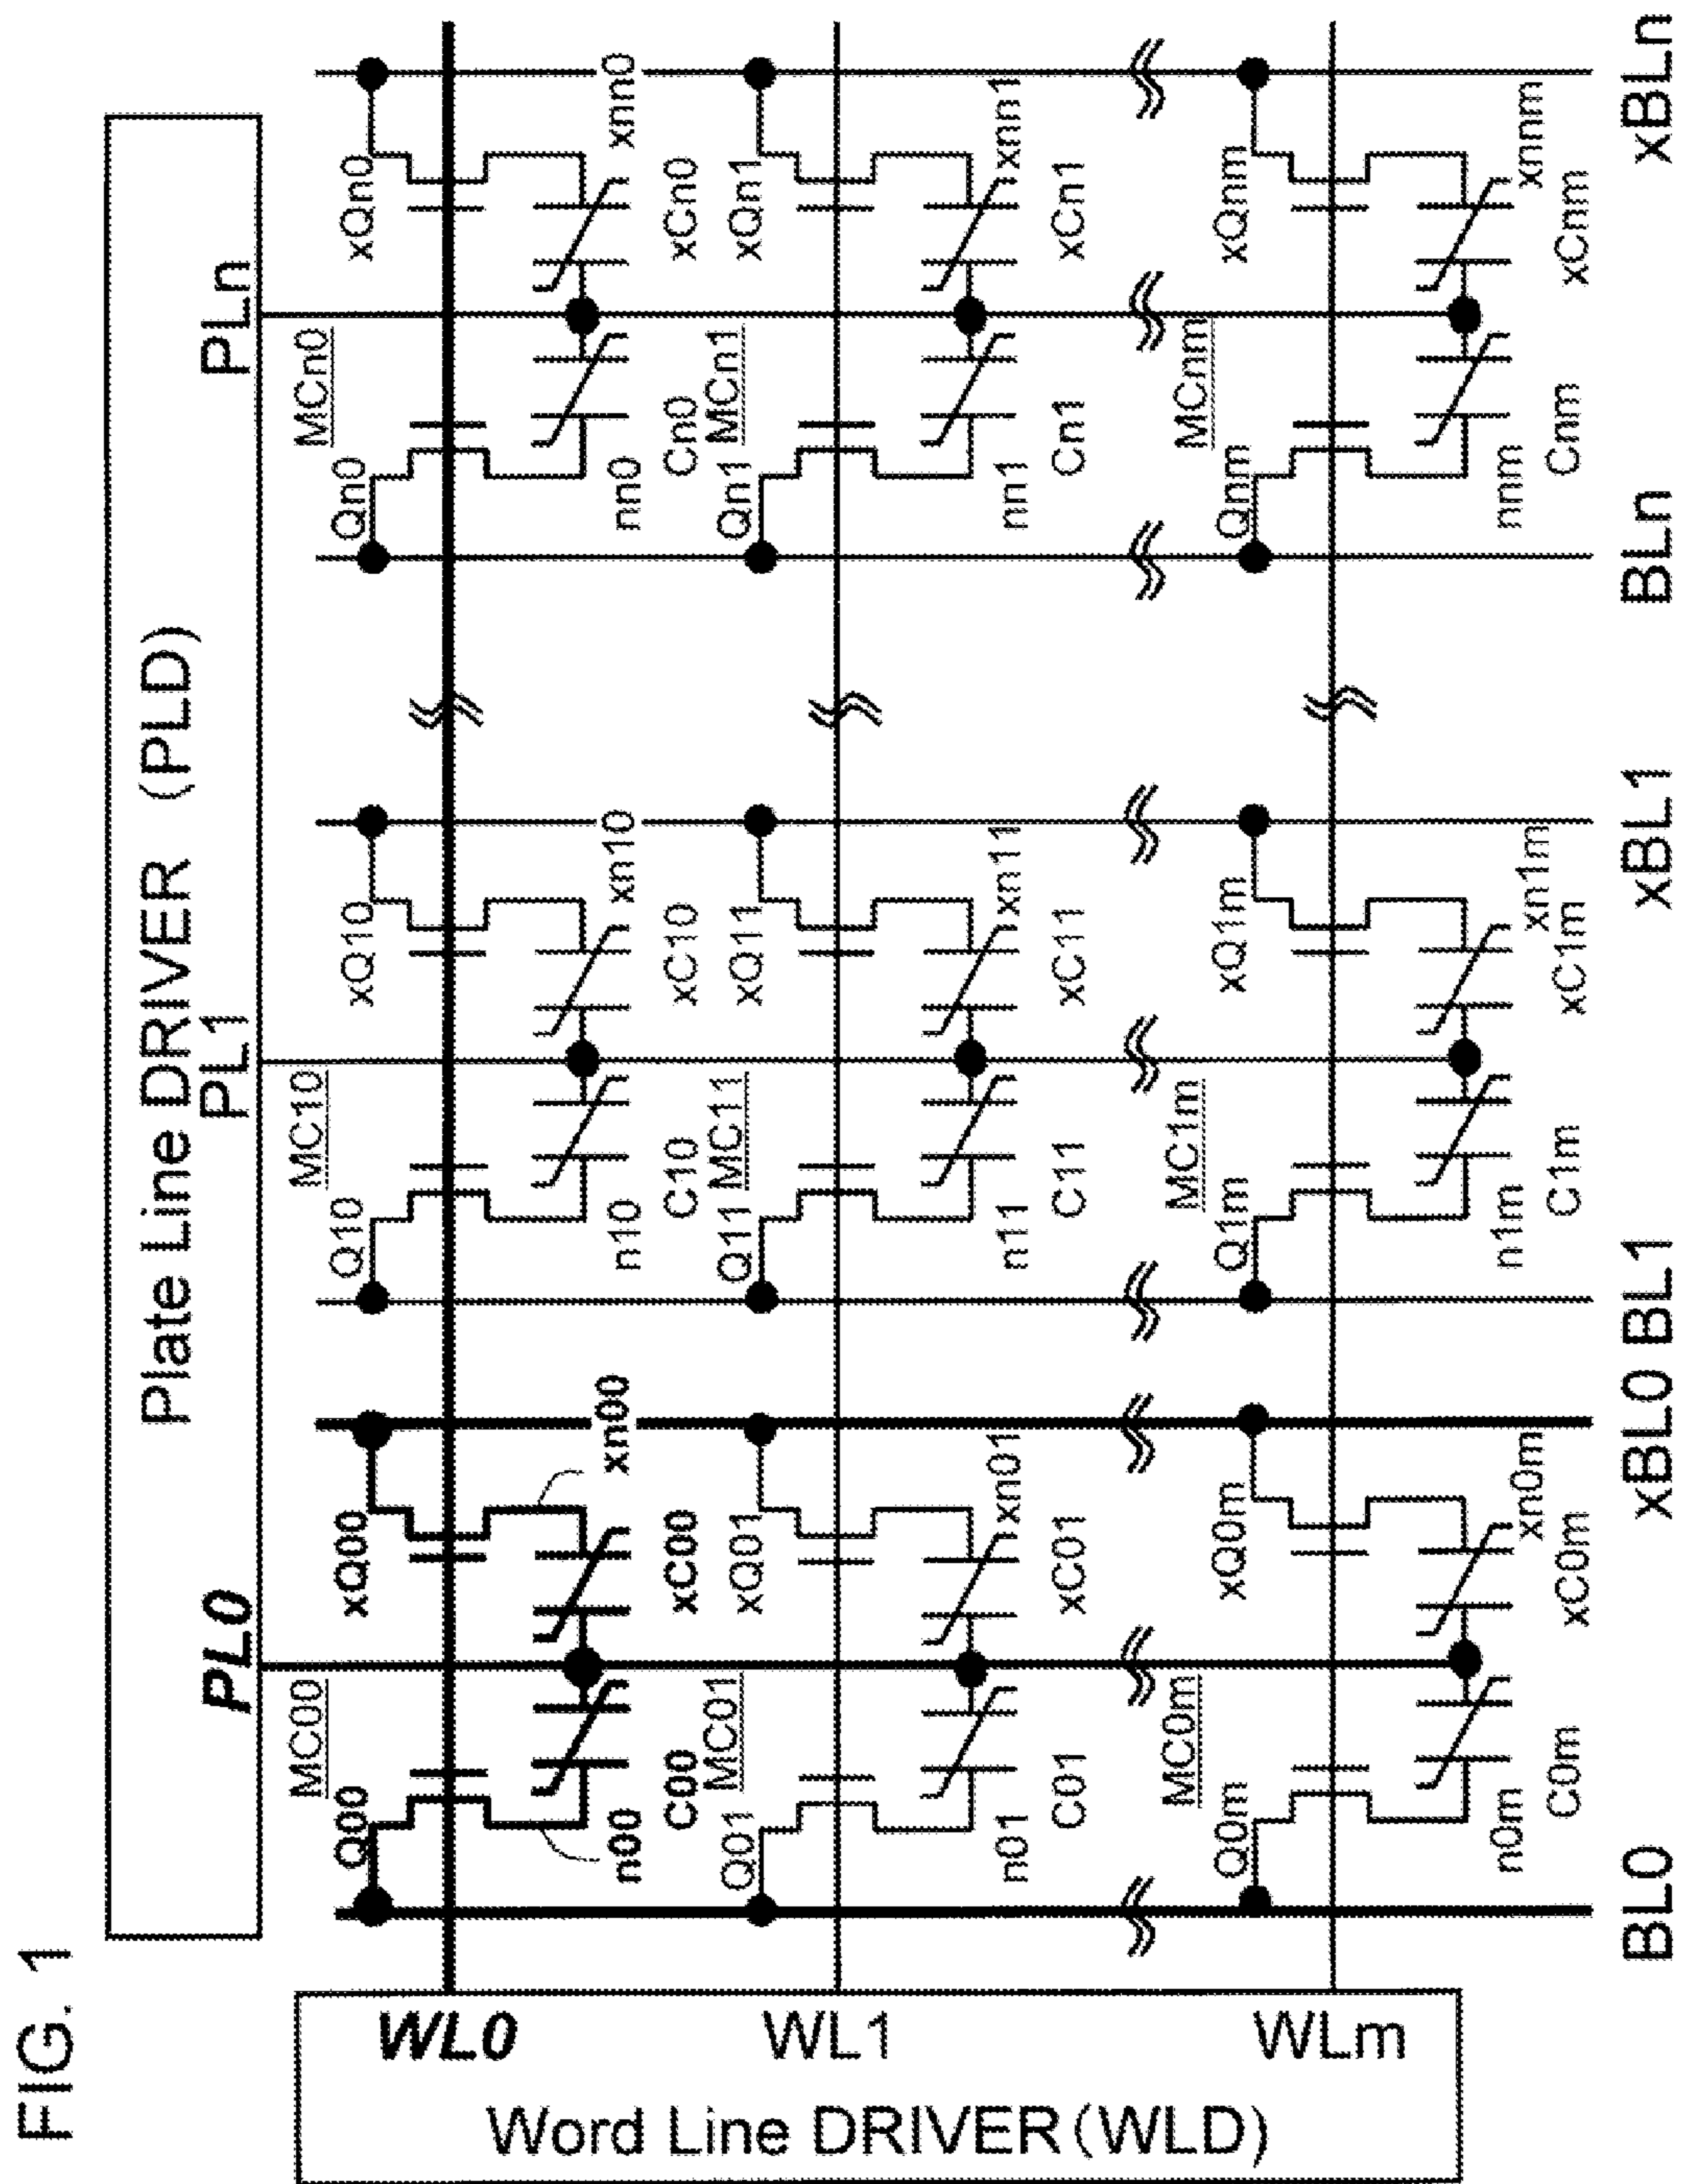 FIG. 1
Plate Line DRIVER (PLD)
PL0 PL1 PLn
Word Line DRIVER(WLD)
WL0
WL1
WLm
MC00 MC10 MCn0
Q00 xQ00 Q10 xQ10 Qn0 xQn0
n00 xn00 n10 xn10 nn0 xnn0
C00 xC00 C10 xC10 Cn0 xCn0
MC01 MC11 MCn1
Q01 xQ01 Q11 xQ11 Qn1 xQn1
n01 xn01 n11 xn11 nn1 xnn1
C01 xC01 C11 xC11 Cn1 xCn1
MC0m MC1m MCnm
Q0m xQ0m Q1m xQ1m Qnm xQnm
n0m xn0m n1m xn1m nnm xnnm
C0m xC0m C1m xC1m Cnm xCnm
BL0 xBL0 BL1 xBL1 BLn xBLn